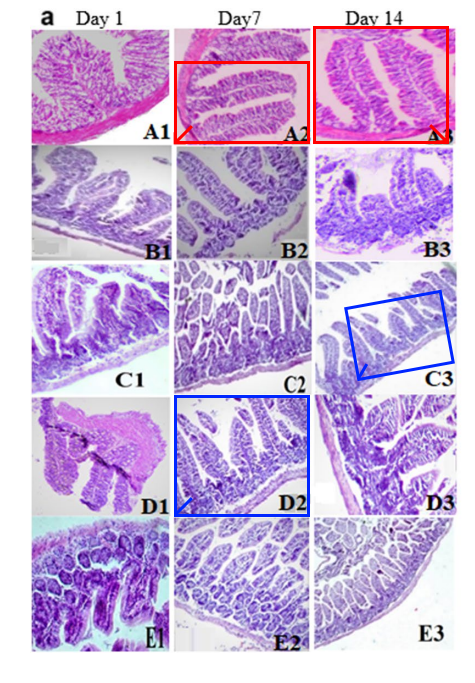 a Day 1 Day7 Day 14
A1 A2 A3
B1 B2 B3
C1 C2 C3
D1 D2 D3
E1 E2 E3